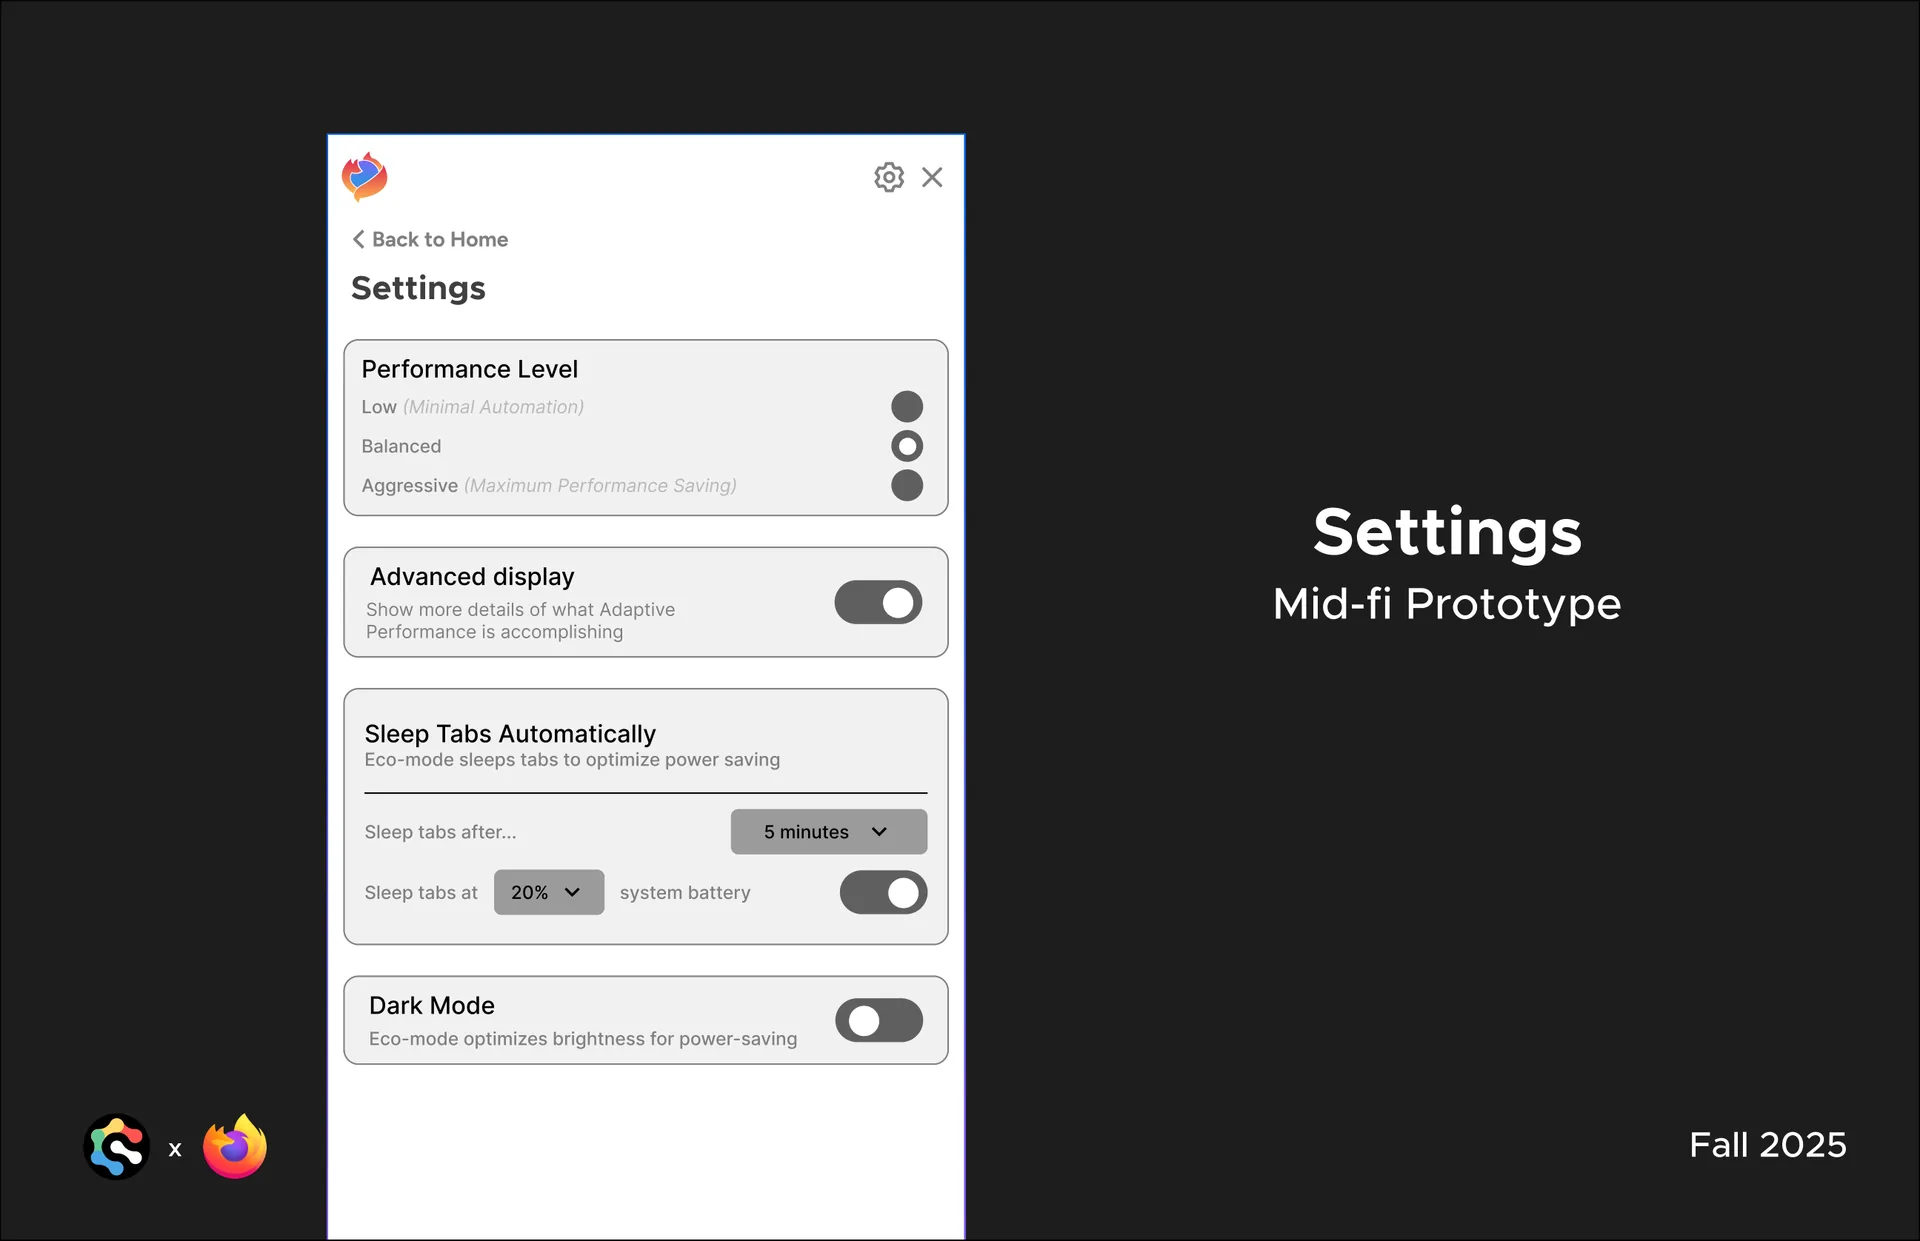 Back to Home
Settings
Performance Level
Low (Minimal Automation)
Balanced
Aggressive (Maximum Performance Saving)
Advanced display
Show more details of what Adaptive
Performance is accomplishing
Sleep Tabs Automatically
Eco-mode sleeps tabs to optimize power saving
Sleep tabs after...
5 minutes
Sleep tabs at 20% system battery
Dark Mode
Eco-mode optimizes brightness for power-saving
Settings
Mid-fi Prototype
x
Fall 2025